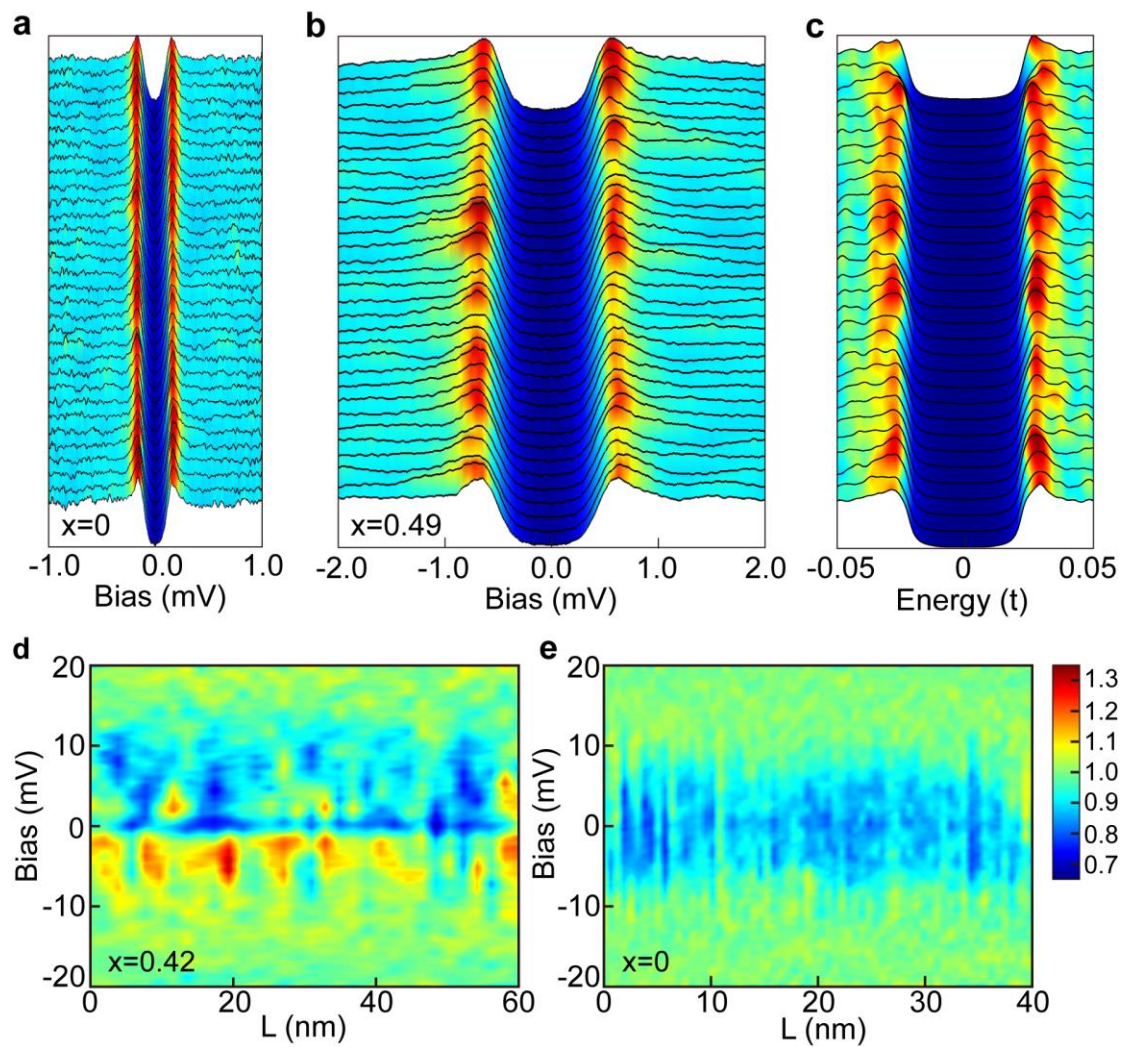 a
b
c
x=0
x=0.49
-1.0 0.0 1.0
-2.0 -1.0 0.0 1.0 2.0
-0.05 0 0.05
Bias (mV)
Bias (mV)
Energy (t)
d
e
20
10
0
-10
-20
Bias (mV)
x=0.42
0 20 40 60
L (nm)
20
10
0
-10
-20
Bias (mV)
x=0
0 10 20 30 40
L (nm)
1.3
1.2
1.1
1.0
0.9
0.8
0.7